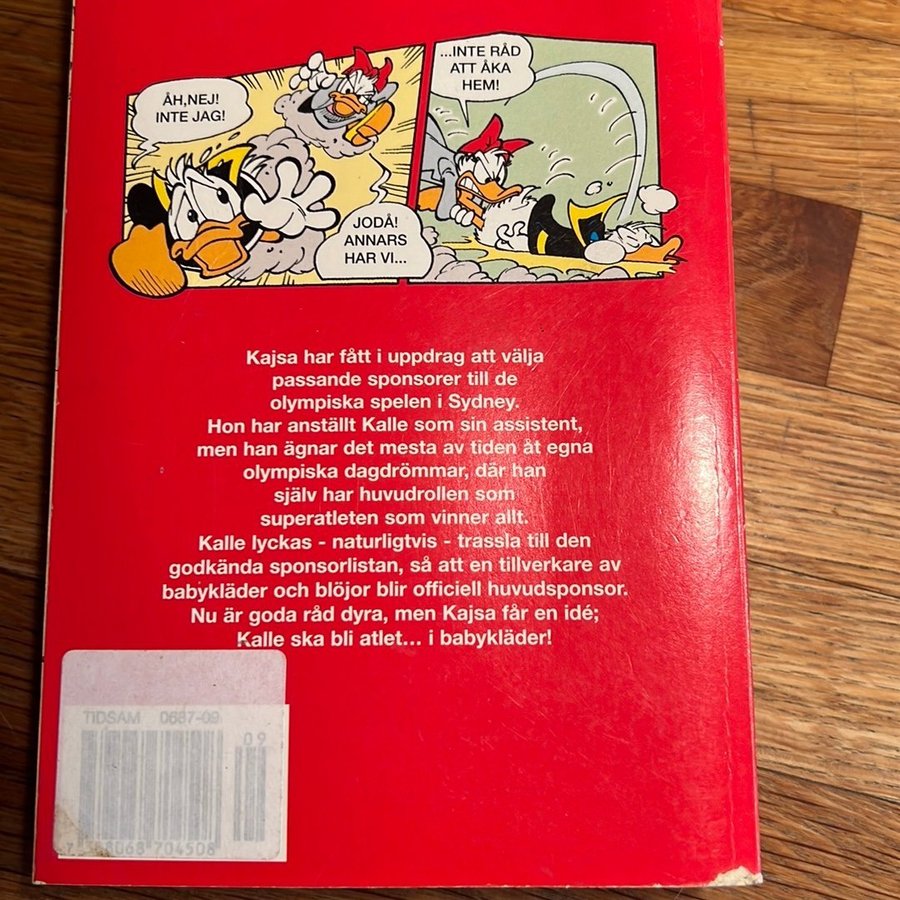 ÅH,NEJ!
INTE JAG!
JODÅ!
ANNARS
HAR VI...
...INTE RÅD
ATT ÅKA
HEM!
Kajsa har fått i uppdrag att välja
passande sponsorer till de
olympiska spelen i Sydney.
Hon har anställt Kalle som sin assistent,
men han ägnar det mesta av tiden åt egna
olympiska dagdrömmar, där han
själv har huvudrollen som
superatleten som vinner allt.
Kalle lyckas - naturligtvis - trassla till den
godkända sponsorlistan, så att en tillverkare av
babykläder och blöjor blir officiell huvudsponsor.
Nu är goda råd dyra, men Kajsa får en idé;
Kalle ska bli atlet... i babykläder!
TIDSAM 0687-09
09
704508